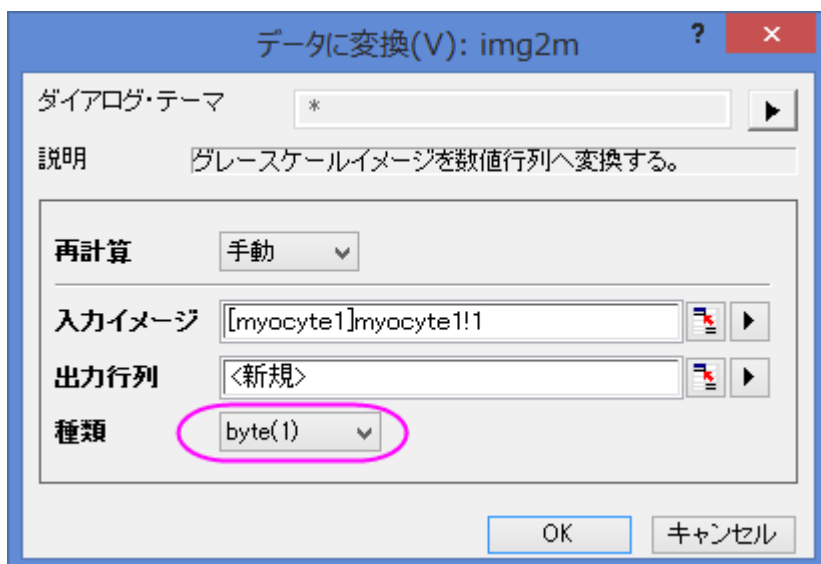 データに変換(V): img2m
?
×
ダイアログ・テーマ *
説明 グレースケールイメージを数値行列へ変換する。
再計算 手動
入力イメージ [myocyte1]myocyte1!1
出力行列 <新規>
種類 byte(1)
OK キャンセル